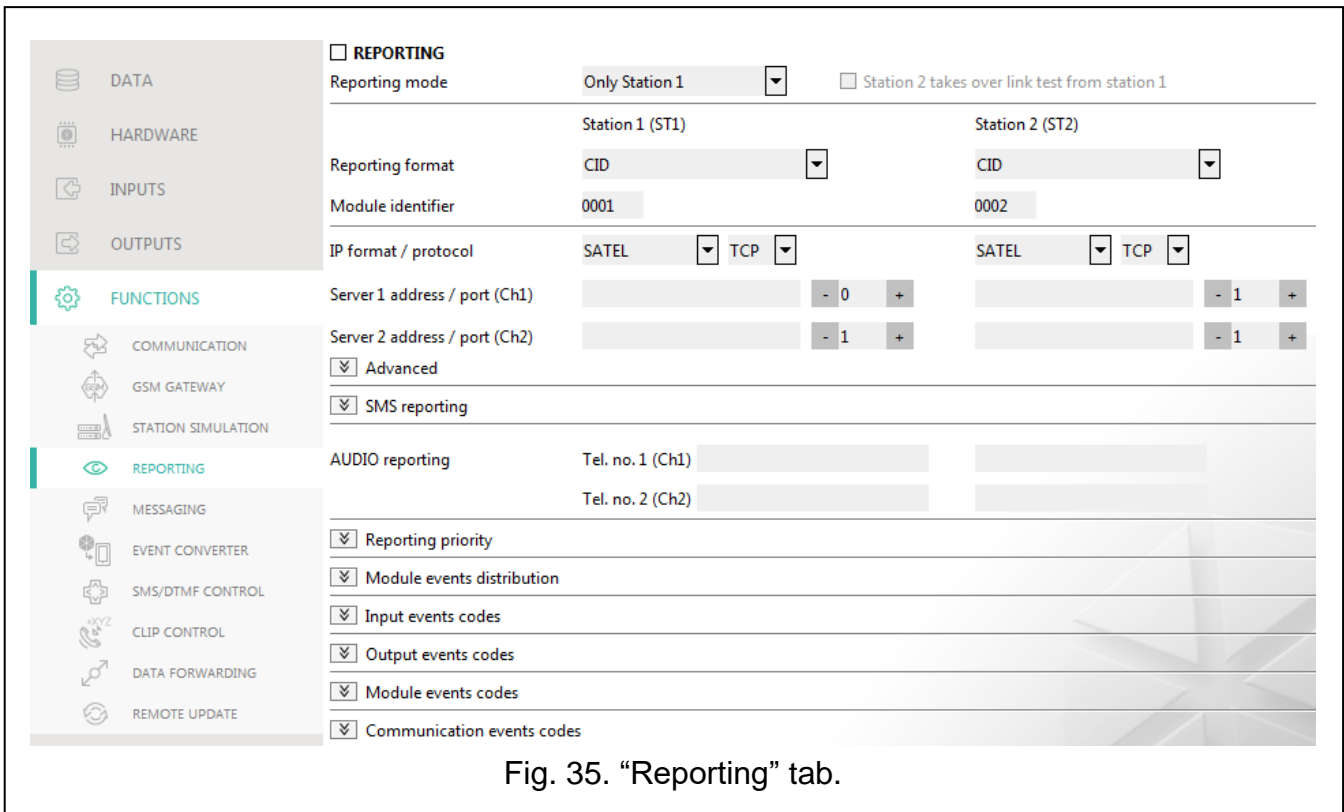 DATA
HARDWARE
INPUTS
OUTPUTS
FUNCTIONS
COMMUNICATION
GSM GATEWAY
STATION SIMULATION
REPORTING
MESSAGING
EVENT CONVERTER
SMS/DTMF CONTROL
CLIP CONTROL
DATA FORWARDING
REMOTE UPDATE
REPORTING
Reporting mode Only Station 1 Station 2 takes over link test from station 1
Station 1 (ST1) Station 2 (ST2)
Reporting format CID CID
Module identifier 0001 0002
IP format / protocol SATEL TCP SATEL TCP
Server 1 address / port (Ch1) - 0 + - 1 +
Server 2 address / port (Ch2) - 1 + - 1 +
Advanced
SMS reporting
AUDIO reporting Tel. no. 1 (Ch1)
Tel. no. 2 (Ch2)
Reporting priority
Module events distribution
Input events codes
Output events codes
Module events codes
Communication events codes
Fig. 35. “Reporting” tab.